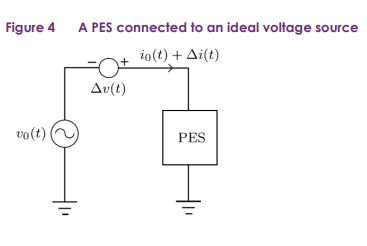 Figure 4 A PES connected to an ideal voltage source
i₀(t) + Δi(t)
− +
Δv(t)
v₀(t)
PES